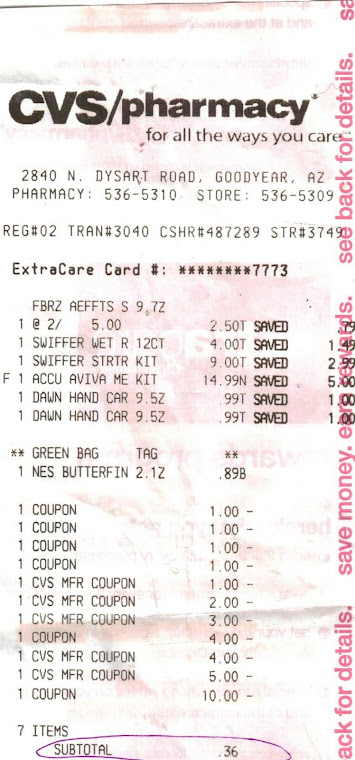 CVS/pharmacy
for all the ways you care
2840 N. DYSART ROAD, GOODYEAR, AZ
PHARMACY: 536-5310 STORE: 536-5309
REG#02 TRAN#3040 CSHR#487289 STR#3749
ExtraCare Card #: ********7773
FBRZ AEFFTS S 9.7Z
1 @ 2/ 5.00 2.50T SAVED .79
1 SWIFFER WET R 12CT 4.00T SAVED 1.49
1 SWIFFER STRTR KIT 9.00T SAVED 2.99
F 1 ACCU AVIVA ME KIT 14.99N SAVED 5.00
1 DAWN HAND CAR 9.5Z .99T SAVED 1.00
1 DAWN HAND CAR 9.5Z .99T SAVED 1.00
** GREEN BAG TAG **
1 NES BUTTERFIN 2.1Z .89B
1 COUPON 1.00 -
1 COUPON 1.00 -
1 COUPON 1.00 -
1 COUPON 1.00 -
1 CVS MFR COUPON 1.00 -
1 CVS MFR COUPON 2.00 -
1 CVS MFR COUPON 3.00 -
1 COUPON 4.00 -
1 CVS MFR COUPON 4.00 -
1 CVS MFR COUPON 5.00 -
1 COUPON 10.00 -
7 ITEMS
SUBTOTAL .36
back for details. save money, earn rewards. see back for details.